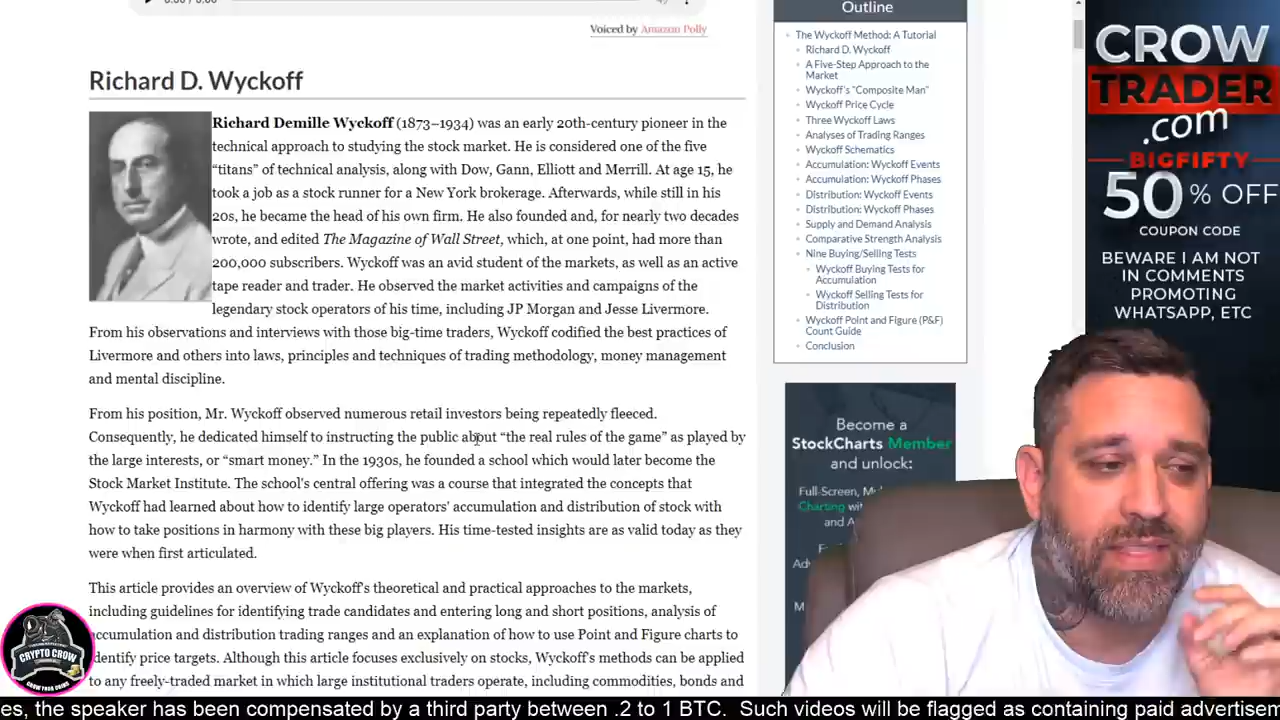 0:00 / 0:00
Voiced by Amazon Polly
Richard D. Wyckoff
Richard Demille Wyckoff (1873–1934) was an early 20th-century pioneer in the
technical approach to studying the stock market. He is considered one of the five
“titans” of technical analysis, along with Dow, Gann, Elliott and Merrill. At age 15, he
took a job as a stock runner for a New York brokerage. Afterwards, while still in his
20s, he became the head of his own firm. He also founded and, for nearly two decades
wrote, and edited The Magazine of Wall Street, which, at one point, had more than
200,000 subscribers. Wyckoff was an avid student of the markets, as well as an active
tape reader and trader. He observed the market activities and campaigns of the
legendary stock operators of his time, including JP Morgan and Jesse Livermore.
From his observations and interviews with those big-time traders, Wyckoff codified the best practices of
Livermore and others into laws, principles and techniques of trading methodology, money management
and mental discipline.
From his position, Mr. Wyckoff observed numerous retail investors being repeatedly fleeced.
Consequently, he dedicated himself to instructing the public about “the real rules of the game” as played by
the large interests, or “smart money.” In the 1930s, he founded a school which would later become the
Stock Market Institute. The school's central offering was a course that integrated the concepts that
Wyckoff had learned about how to identify large operators' accumulation and distribution of stock with
how to take positions in harmony with these big players. His time-tested insights are as valid today as they
were when first articulated.
This article provides an overview of Wyckoff's theoretical and practical approaches to the markets,
including guidelines for identifying trade candidates and entering long and short positions, analysis of
accumulation and distribution trading ranges and an explanation of how to use Point and Figure charts to
identify price targets. Although this article focuses exclusively on stocks, Wyckoff's methods can be applied
to any freely-traded market in which large institutional traders operate, including commodities, bonds and
Outline
The Wyckoff Method: A Tutorial
Richard D. Wyckoff
A Five-Step Approach to the
Market
Wyckoff's "Composite Man"
Wyckoff Price Cycle
Three Wyckoff Laws
Analyses of Trading Ranges
Wyckoff Schematics
Accumulation: Wyckoff Events
Accumulation: Wyckoff Phases
Distribution: Wyckoff Events
Distribution: Wyckoff Phases
Supply and Demand Analysis
Comparative Strength Analysis
Nine Buying/Selling Tests
Wyckoff Buying Tests for
Accumulation
Wyckoff Selling Tests for
Distribution
Wyckoff Point and Figure (P&F)
Count Guide
Conclusion
Become a
StockCharts Member
and unlock:
Full-Screen,
Charting
and
CROW
TRADER
.com
BIGFIFTY
50% OFF
COUPON CODE
BEWARE I AM NOT
IN COMMENTS
PROMOTING
WHATSAPP, ETC
CRYPTO CROW
GROW YOUR COINS
es, the speaker has been compensated by a third party between .2 to 1 BTC. Such videos will be flagged as containing paid advertisem